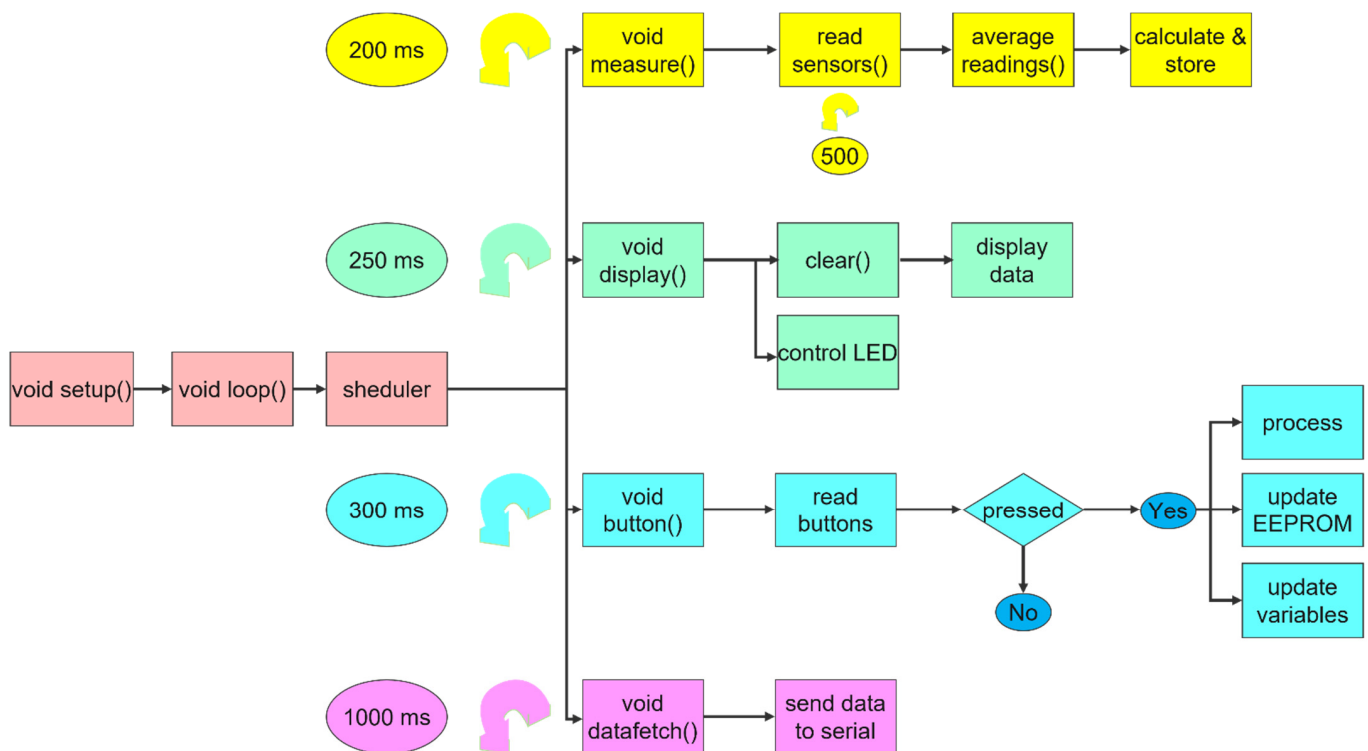 200 ms
void
measure()
read
sensors()
average
readings()
calculate &
store
500
250 ms
void
display()
clear()
display
data
control LED
void setup()
void loop()
sheduler
300 ms
void
button()
read
buttons
pressed
Yes
No
process
update
EEPROM
update
variables
1000 ms
void
datafetch()
send data
to serial